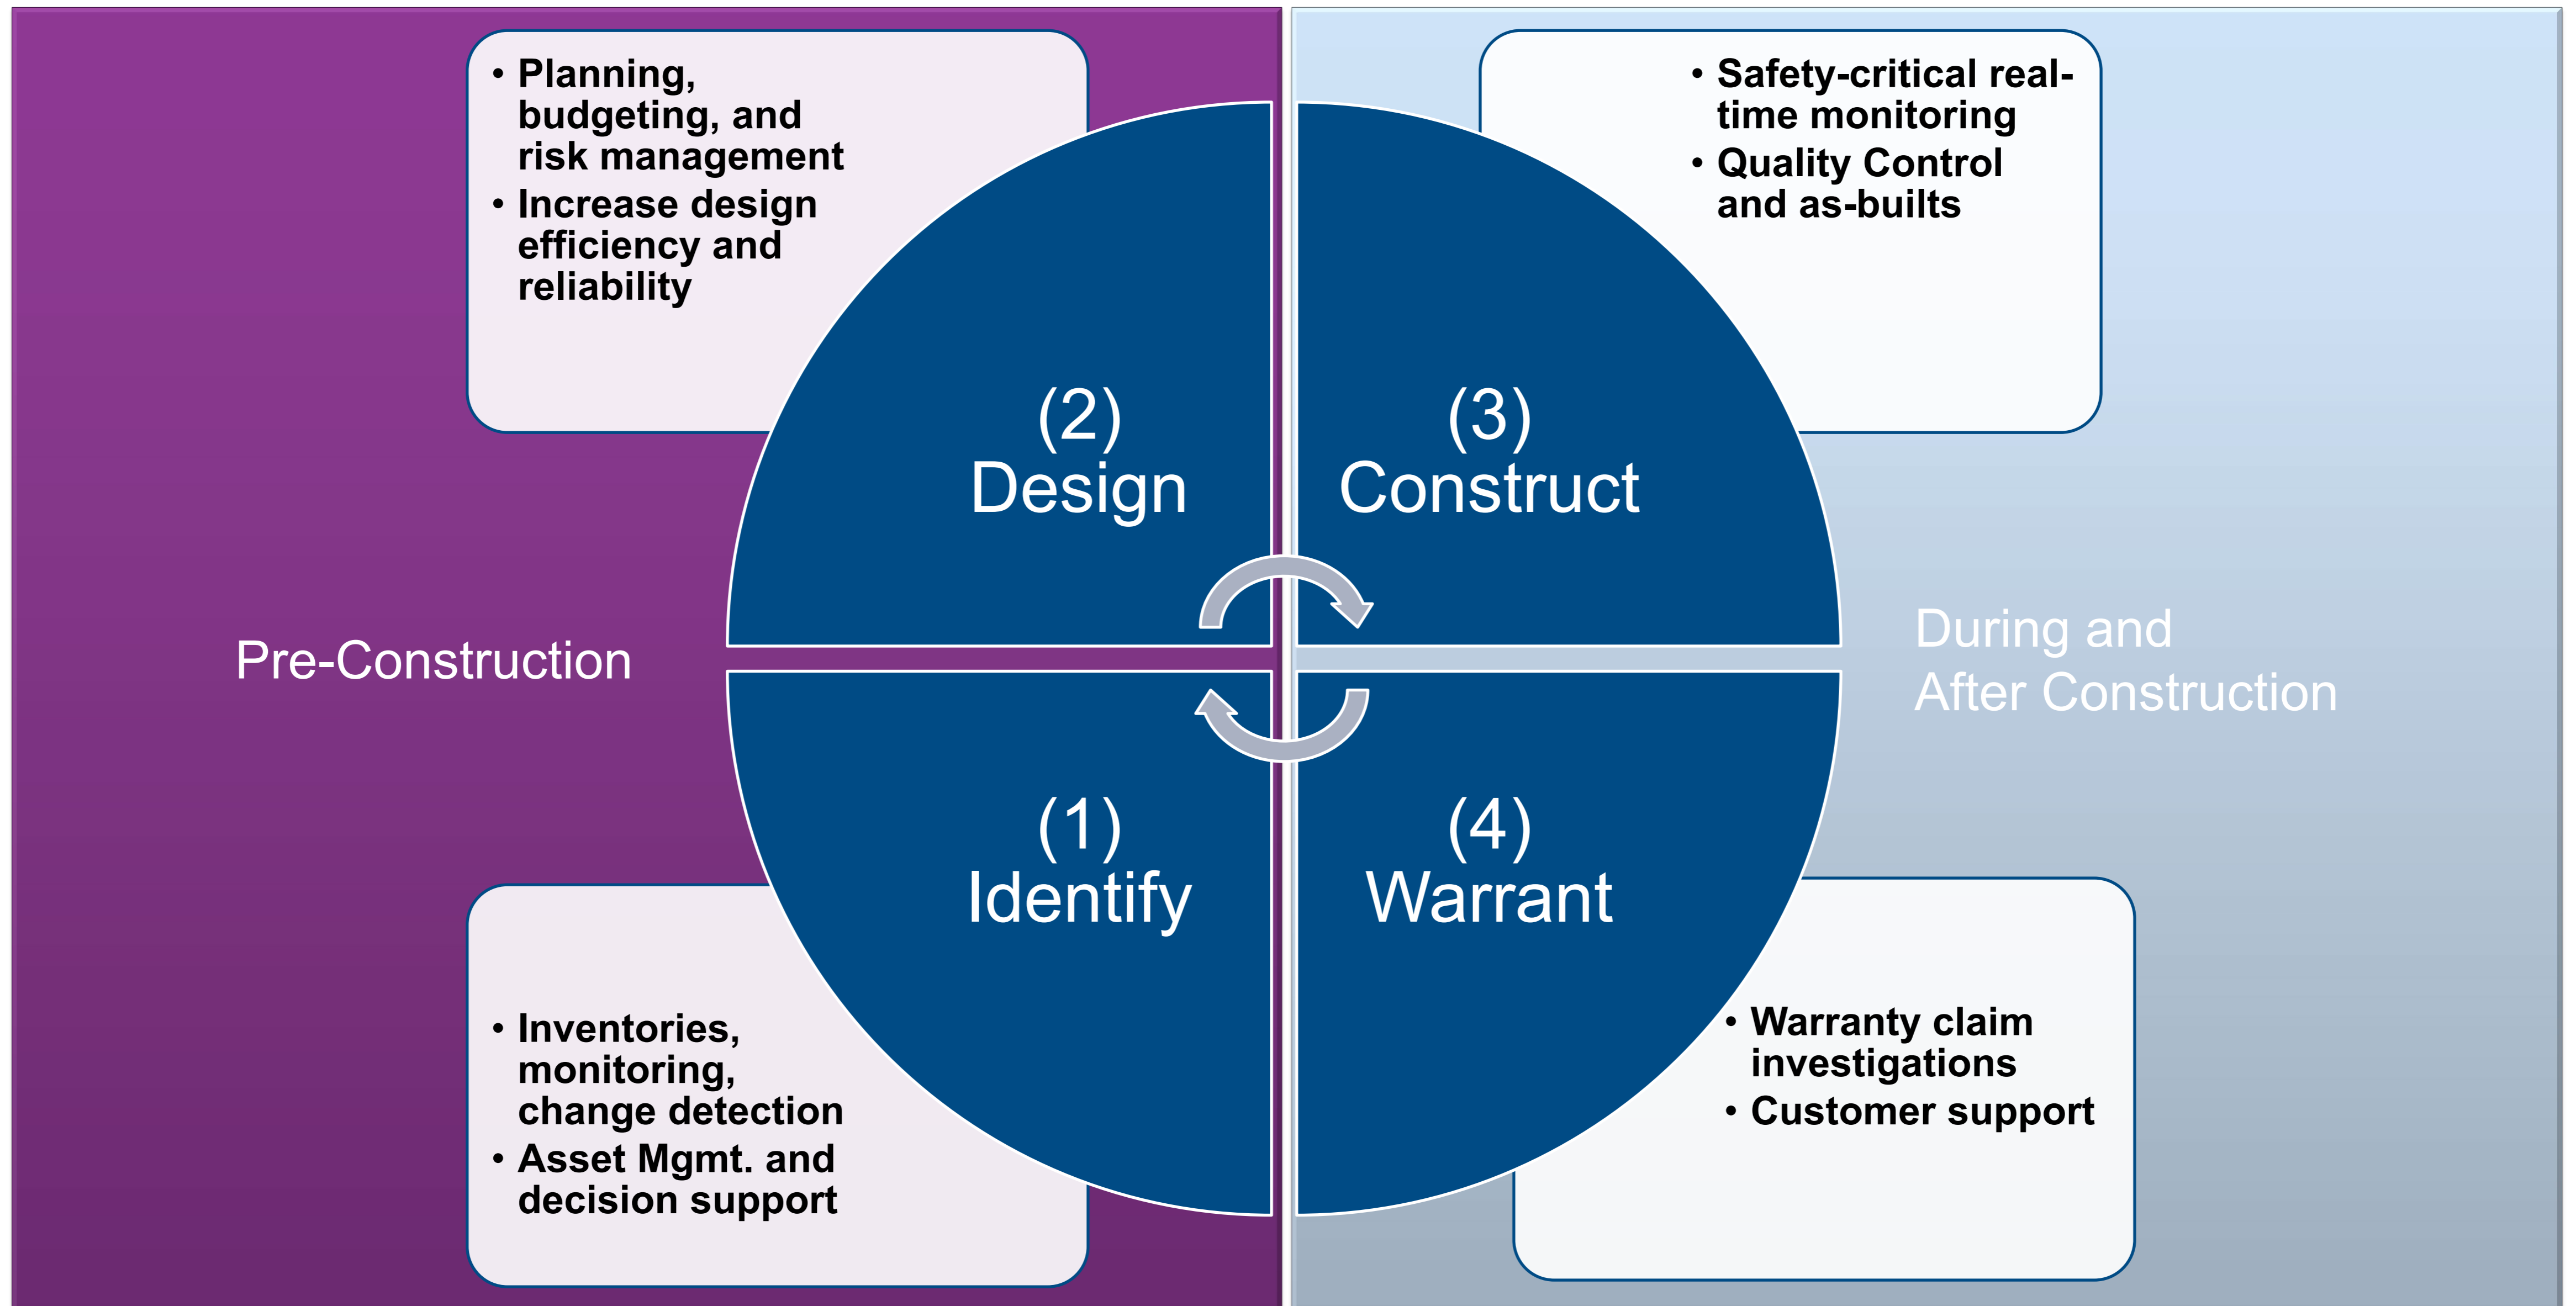 • Planning,
budgeting, and
risk management
• Increase design
efficiency and
reliability
• Safety-critical real-
time monitoring
• Quality Control
and as-builts
(2)
Design
(3)
Construct
Pre-Construction
During and
After Construction
(1)
Identify
(4)
Warrant
• Inventories,
monitoring,
change detection
• Asset Mgmt. and
decision support
• Warranty claim
investigations
• Customer support